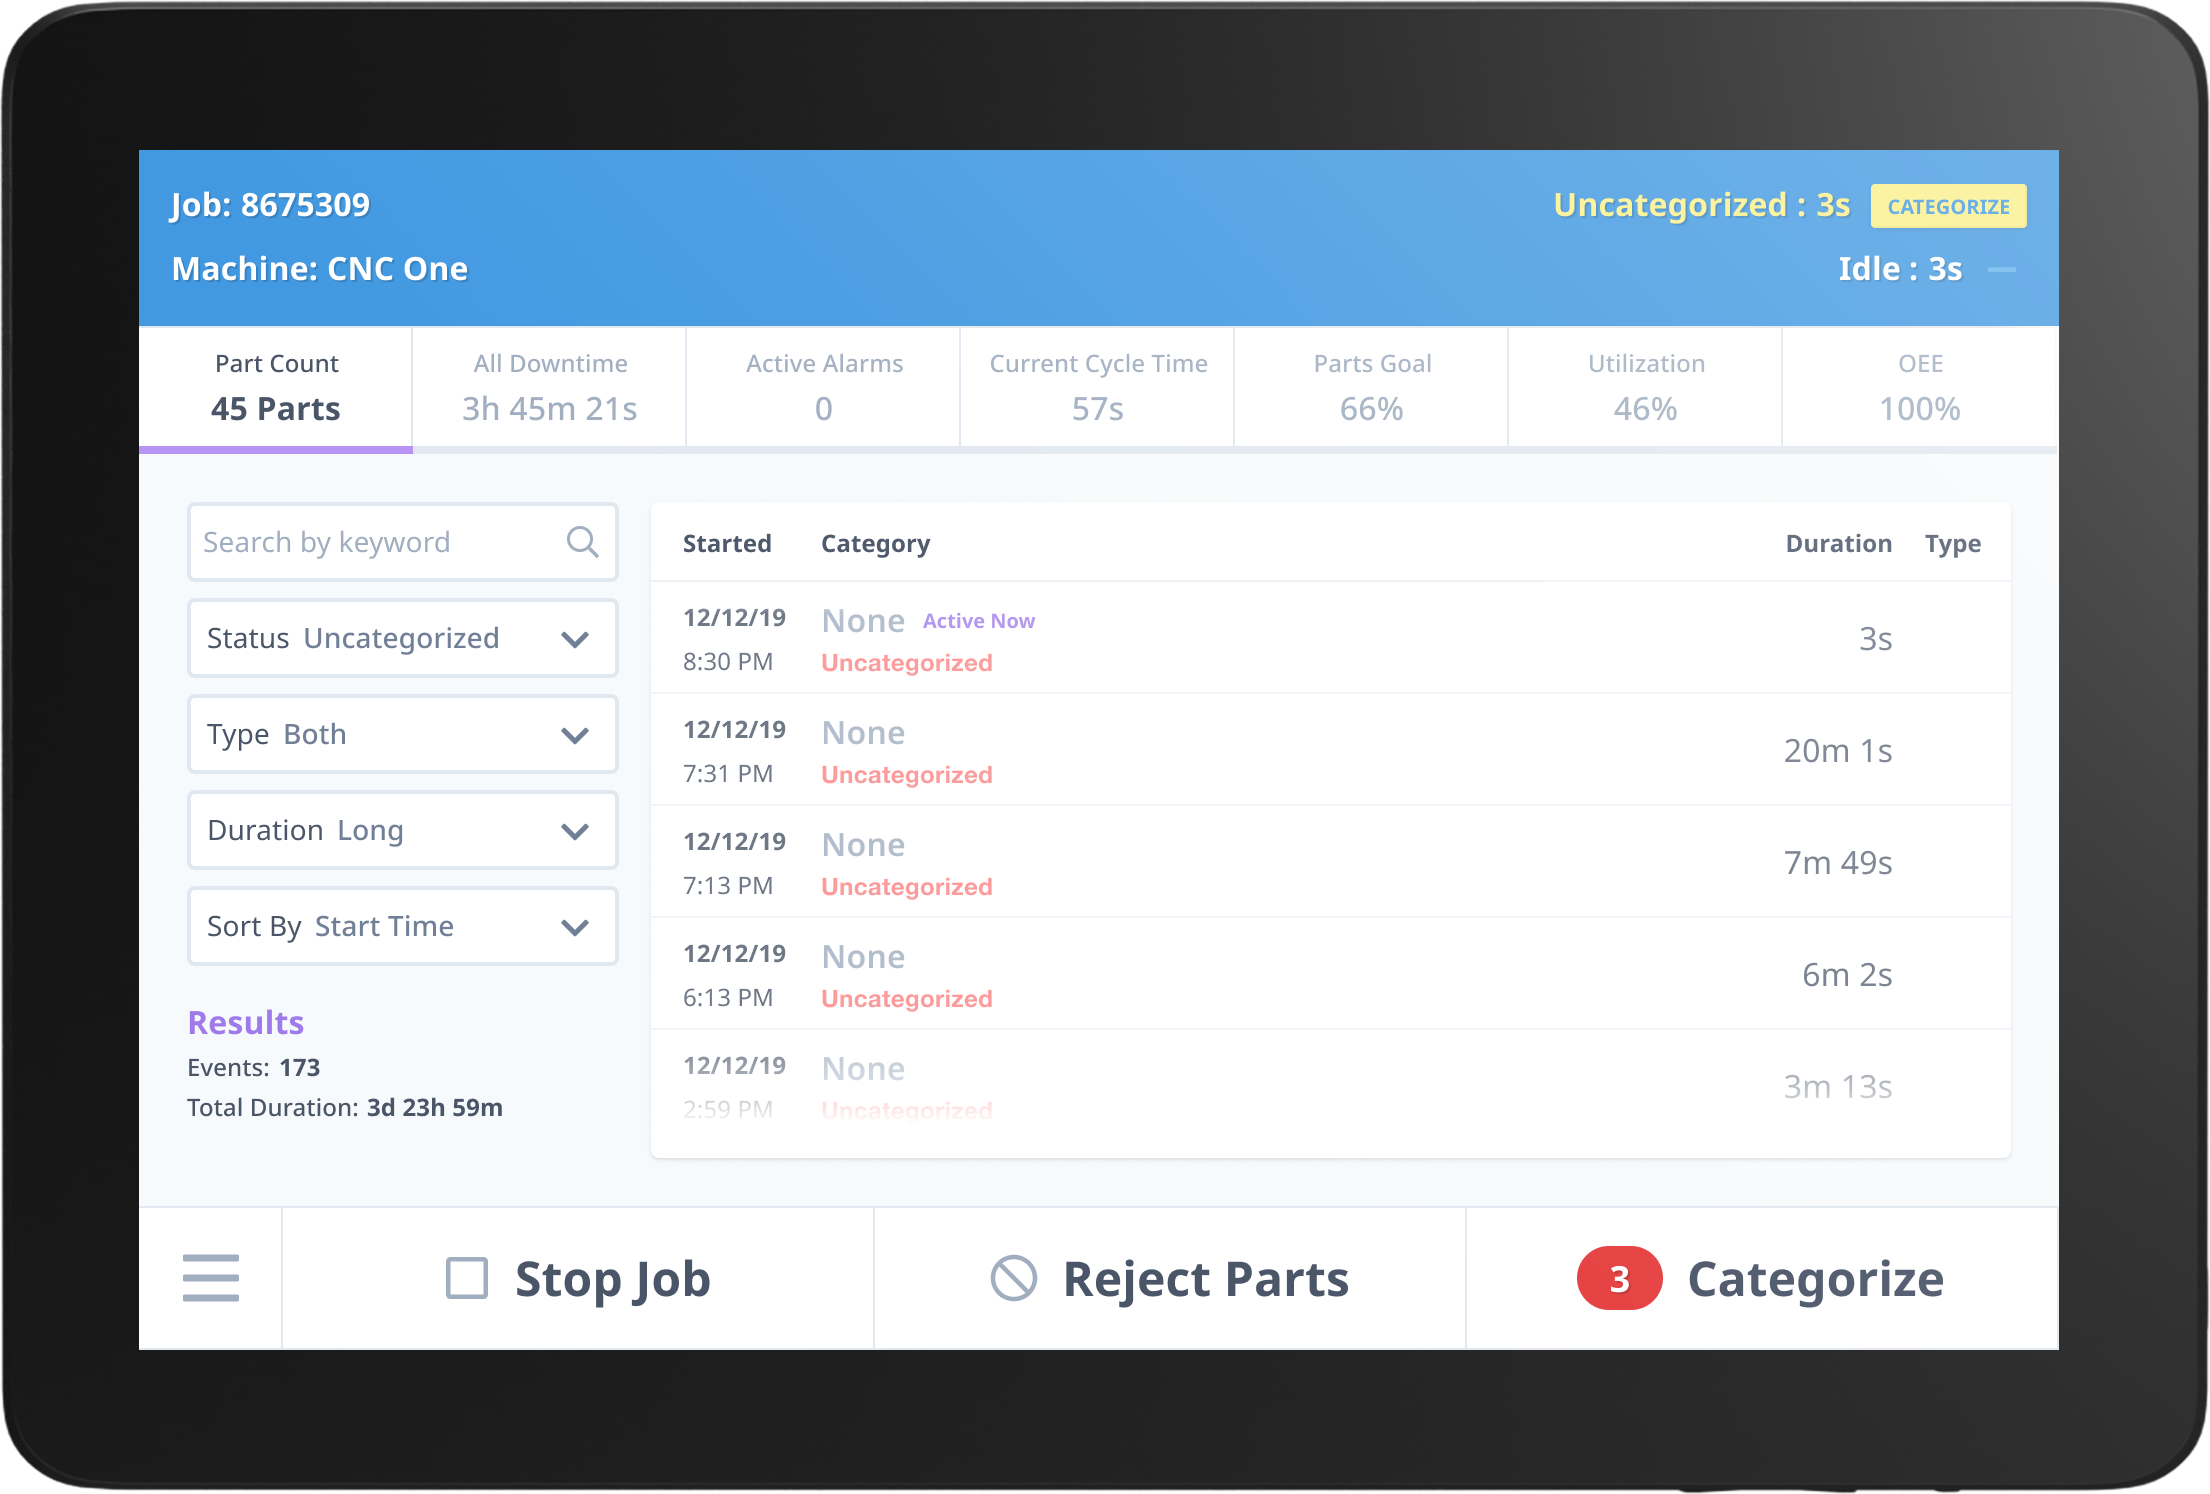 Job: 8675309
Uncategorized : 3s CATEGORIZE
Machine: CNC One
Idle : 3s
Part Count
45 Parts
All Downtime
3h 45m 21s
Active Alarms
0
Current Cycle Time
57s
Parts Goal
66%
Utilization
46%
OEE
100%
Search by keyword
Status Uncategorized
Type Both
Duration Long
Sort By Start Time
Results
Events: 173
Total Duration: 3d 23h 59m
Started Category Duration Type
12/12/19 None Active Now
8:30 PM Uncategorized
3s
12/12/19 None
7:31 PM Uncategorized
20m 1s
12/12/19 None
7:13 PM Uncategorized
7m 49s
12/12/19 None
6:13 PM Uncategorized
6m 2s
12/12/19 None
2:59 PM Uncategorized
3m 13s
Stop Job
Reject Parts
3 Categorize